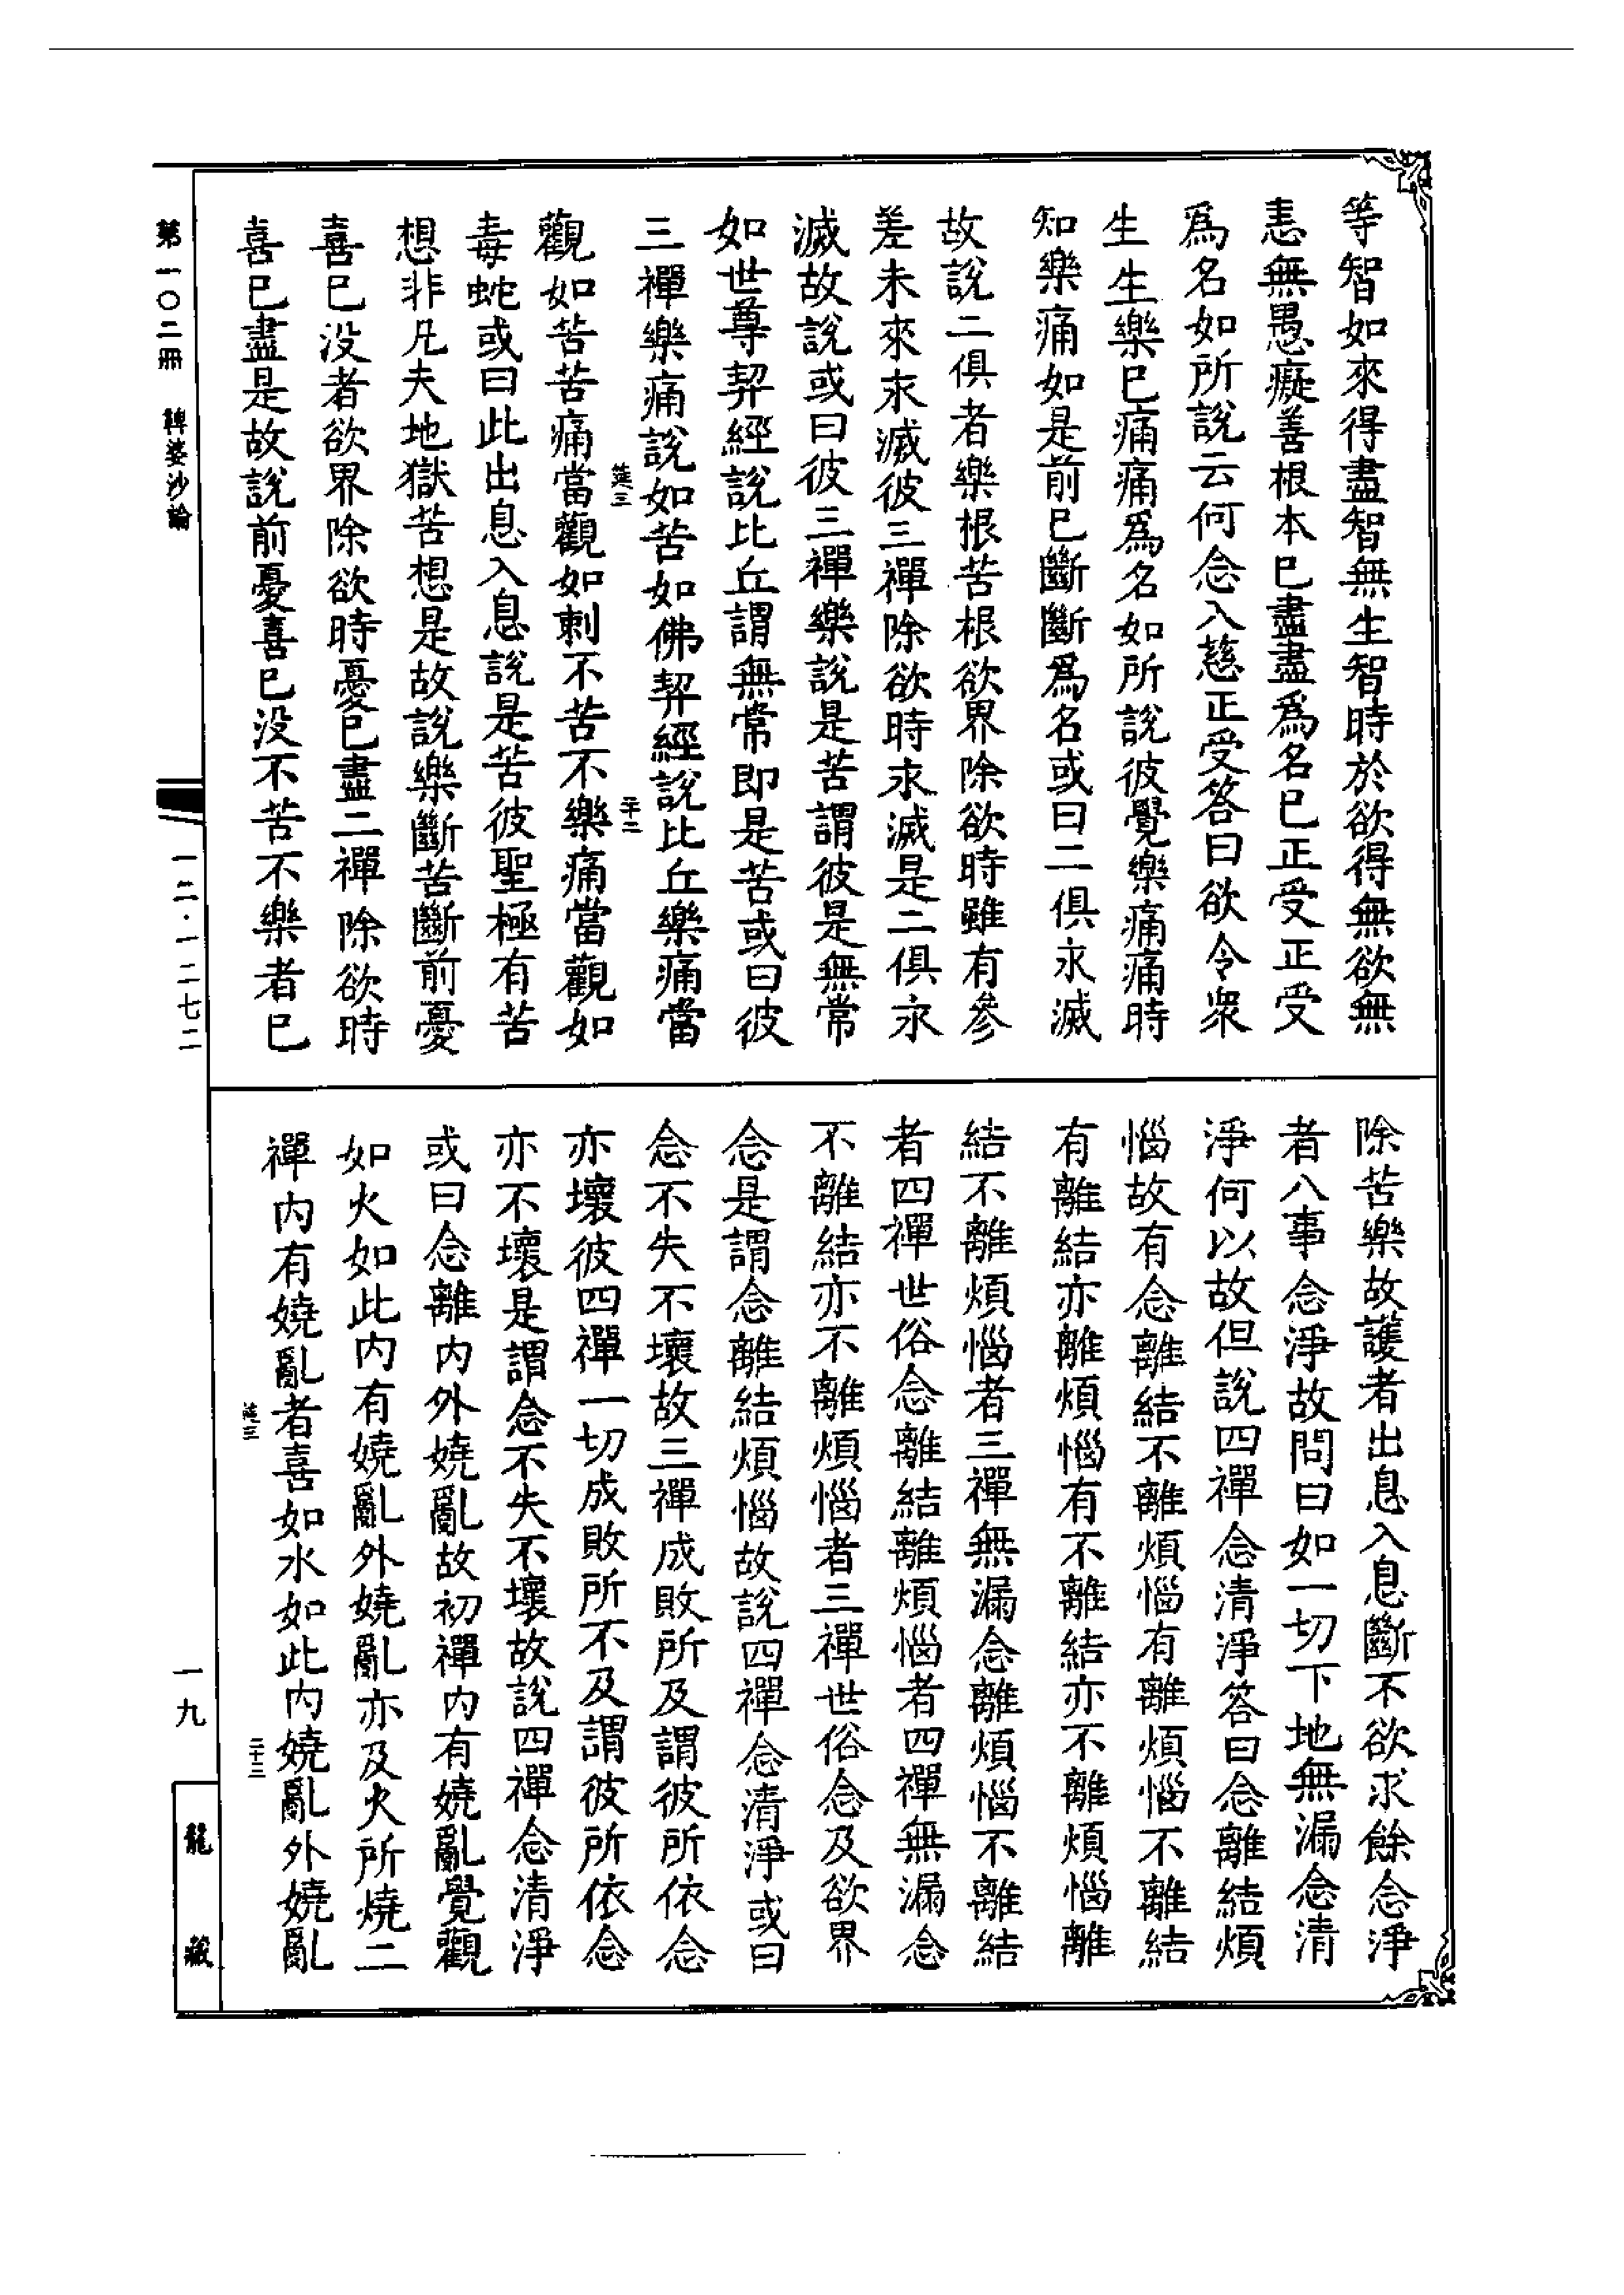 等智如來得盡智無生智時於欲得無欲無
恚無愚癡善根本已盡盡爲名已正受正受
爲名如所説云何念入慈正受答曰欲令衆
生生樂已痛痛爲名如所説彼覺樂痛痛時
知樂痛如是前已斷斷爲名或曰二俱永滅
故説二俱者樂根苦根欲界除欲時雖有參
差未來求滅彼三禪除欲時求滅是二俱永
滅故説或曰彼三禪樂説是苦謂彼是無常
如世尊契經説比丘謂無常即是苦或曰彼
三禪樂痛説如苦如佛契經説比丘樂痛當
觀如苦苦痛當觀如刺不苦不樂痛當觀如
毒蛇或曰此出息入息説是苦彼聖極有苦
想非凡夫地獄苦想是故説樂斷苦斷前憂
喜已没者欲界除欲時憂已盡二禪除欲時
喜已盡是故説前憂喜已没不苦不樂者已
除苦樂故護者出息入息斷不欲求餘念淨
者八事念淨故問曰如一切下地無漏念清
淨何以故但説四禪念清淨答曰念離結煩
惱故有念離結不離煩惱有離煩惱不離結
有離結亦離煩惱有不離結亦不離煩惱離
結不離煩惱者三禪無漏念離煩惱不離結
者四禪世俗念離結離煩惱者四禪無漏念
不離結亦不離煩惱者三禪世俗念及欲界
念是謂念離結煩惱故説四禪念清淨或曰
念不失不壞故三禪成敗所及謂彼所依念
亦壞彼四禪一切成敗所不及謂彼所依念
亦不壞是謂念不失不壞故説四禪念清淨
或曰念離内外嬈亂故初禪内有嬈亂覺觀
如火如此内有嬈亂外嬈亂亦及火所燒二
禪内有嬈亂者喜如水如此内嬈亂外嬈亂
筵三
二十二
筵三
二十三
第一〇二冊
鞞婆沙論
一二·一二七二
一九
龍藏